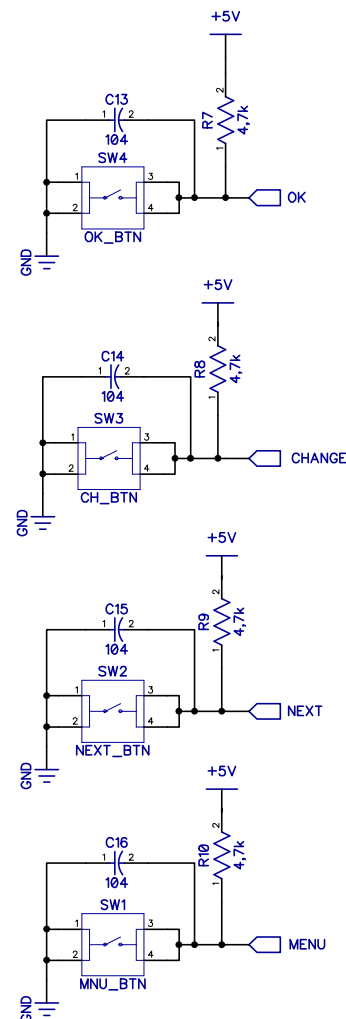 +5V
C13
1 2
104
2
R7
4,7k
1
SW4
1 3
2 4
OK_BTN
OK
GND
+5V
C14
1 2
104
2
R8
4,7k
1
SW3
1 3
2 4
CH_BTN
CHANGE
GND
+5V
C15
1 2
104
2
R9
4,7k
1
SW2
1 3
2 4
NEXT_BTN
NEXT
GND
+5V
C16
1 2
104
2
R10
4,7k
1
SW1
1 3
2 4
MNU_BTN
MENU
GND